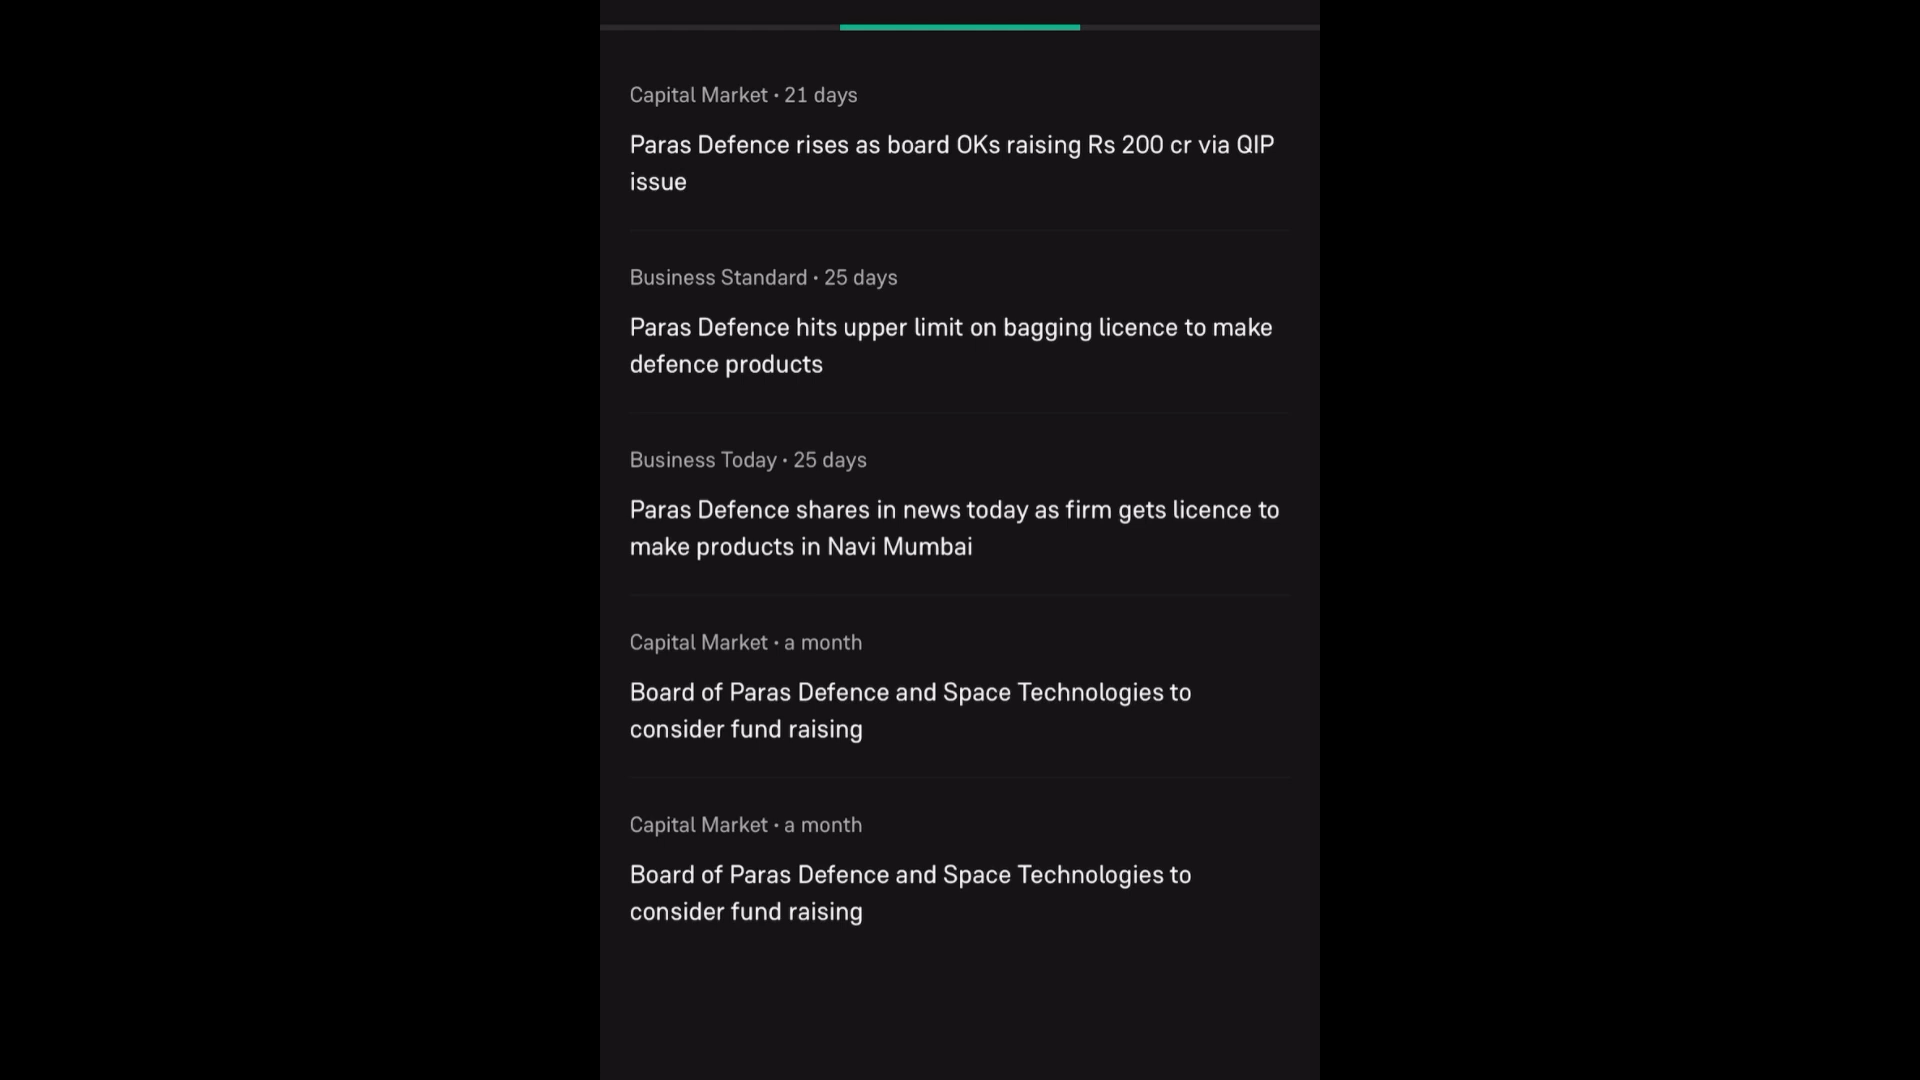 Capital Market • 21 days
Paras Defence rises as board OKs raising Rs 200 cr via QIP
issue
Business Standard • 25 days
Paras Defence hits upper limit on bagging licence to make
defence products
Business Today • 25 days
Paras Defence shares in news today as firm gets licence to
make products in Navi Mumbai
Capital Market • a month
Board of Paras Defence and Space Technologies to
consider fund raising
Capital Market • a month
Board of Paras Defence and Space Technologies to
consider fund raising